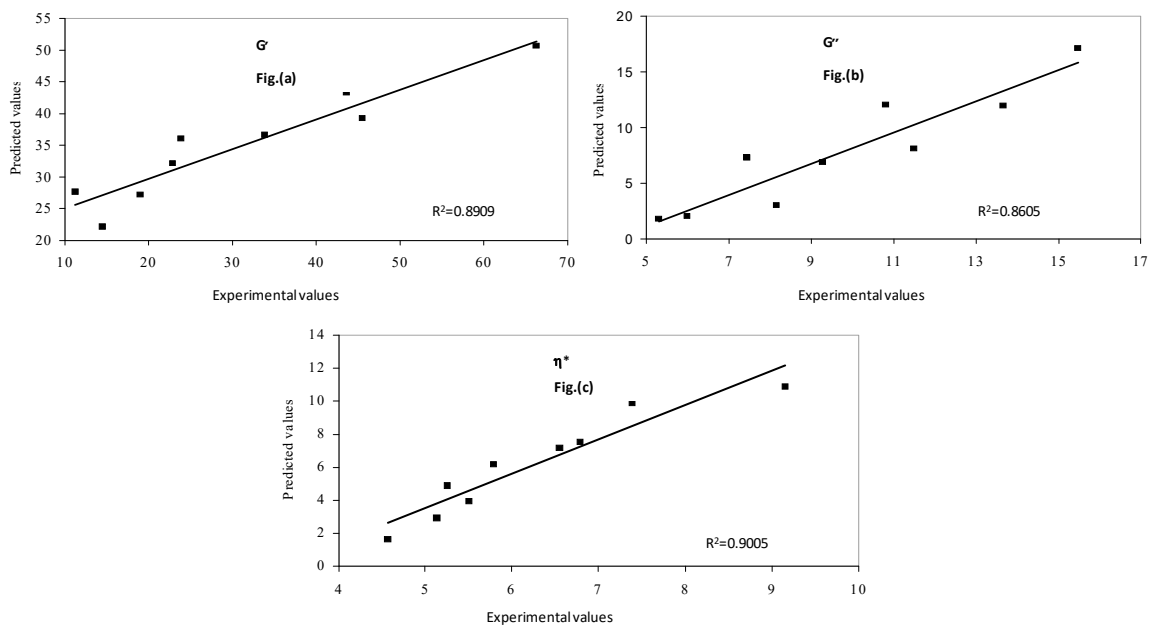 55
50
45
40
35
30
25
20
Predicted values
G′
Fig.(a)
R²=0.8909
10 20 30 40 50 60 70
Experimental values
20
15
10
5
0
Predicted values
G″
Fig.(b)
R²=0.8605
5 7 9 11 13 15 17
Experimental values
14
12
10
8
6
4
2
0
Predicted values
η*
Fig.(c)
R²=0.9005
4 5 6 7 8 9 10
Experimental values